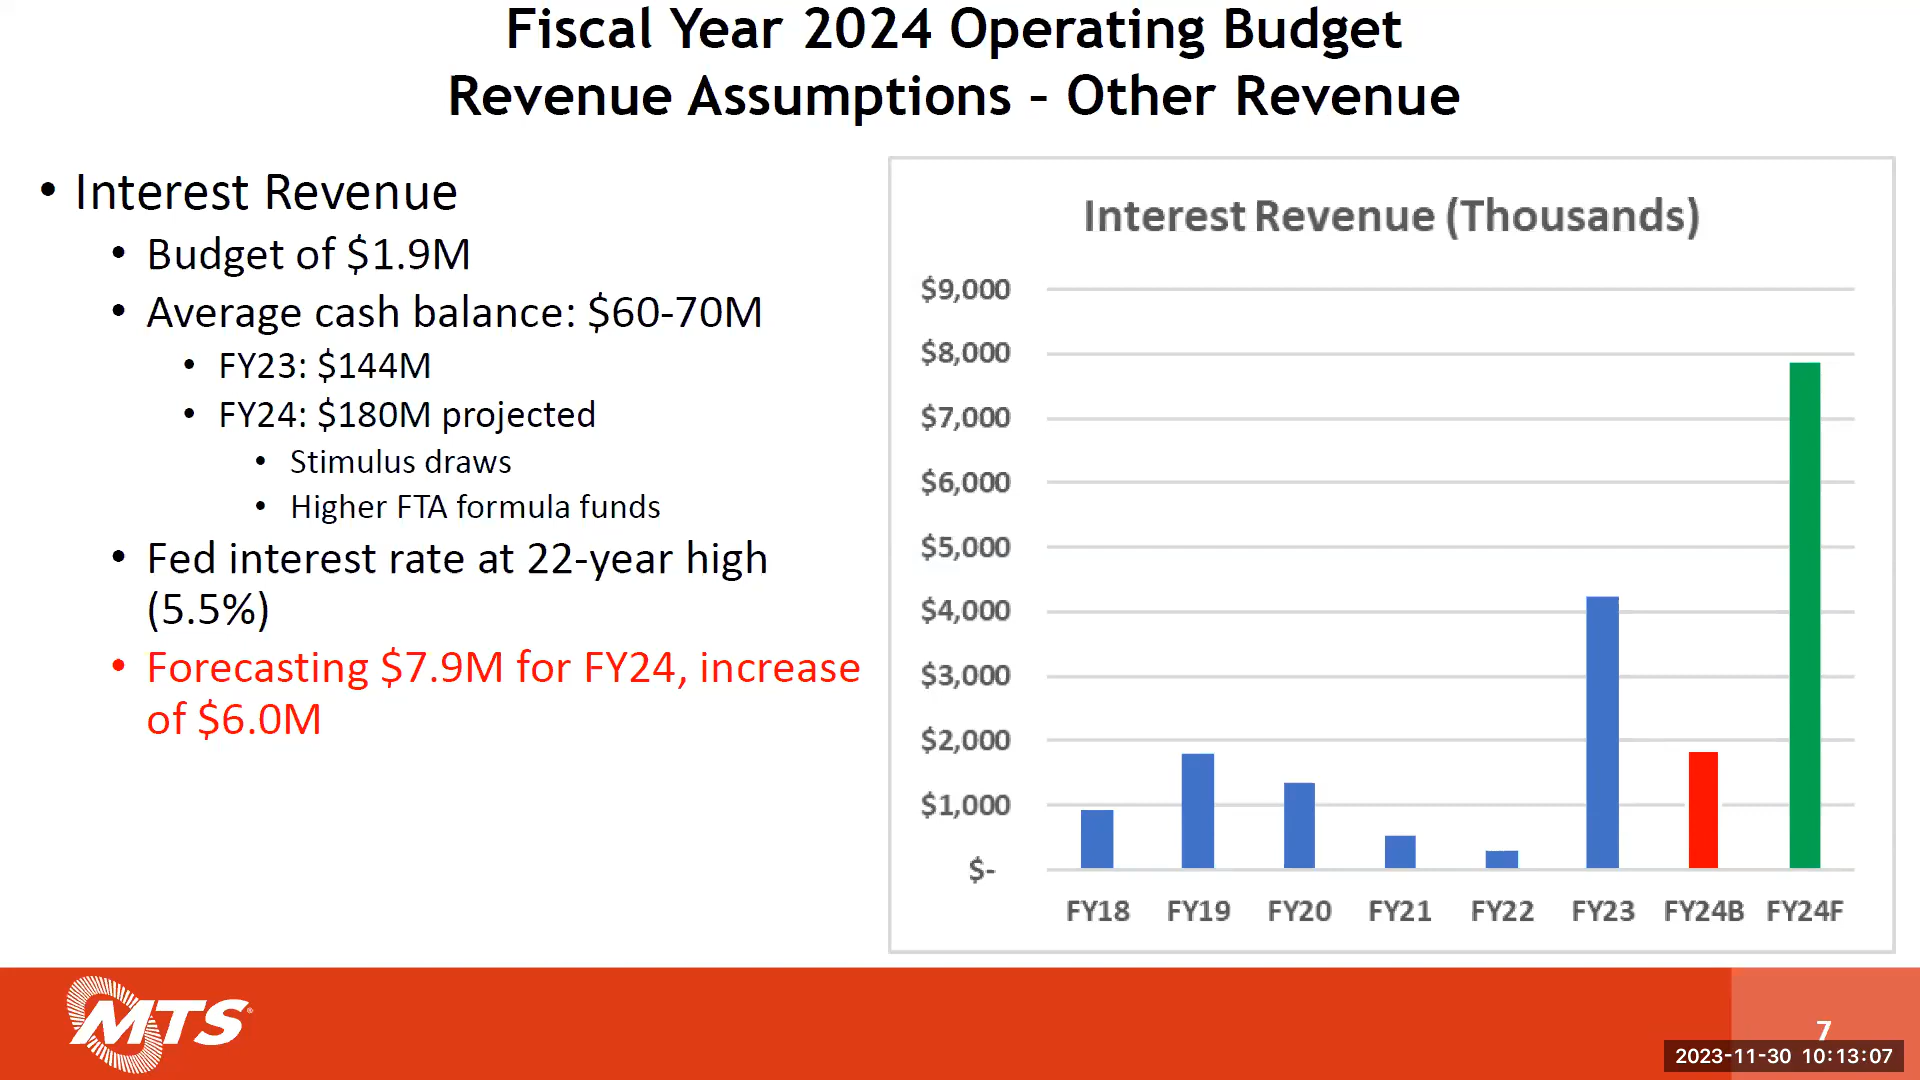 Fiscal Year 2024 Operating Budget
Revenue Assumptions – Other Revenue
• Interest Revenue
• Budget of $1.9M
• Average cash balance: $60-70M
• FY23: $144M
• FY24: $180M projected
• Stimulus draws
• Higher FTA formula funds
• Fed interest rate at 22-year high
(5.5%)
• Forecasting $7.9M for FY24, increase
of $6.0M
Interest Revenue (Thousands)
$9,000
$8,000
$7,000
$6,000
$5,000
$4,000
$3,000
$2,000
$1,000
$-
FY18 FY19 FY20 FY21 FY22 FY23 FY24B FY24F
MTS
7
2023-11-30 10:13:07